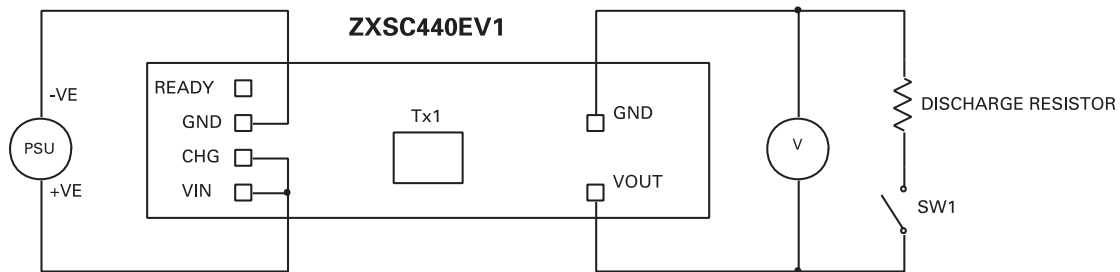 ZXSC440EV1
READY
GND
CHG
VIN
-VE
PSU
+VE
Tx1
GND
VOUT
V
DISCHARGE RESISTOR
SW1